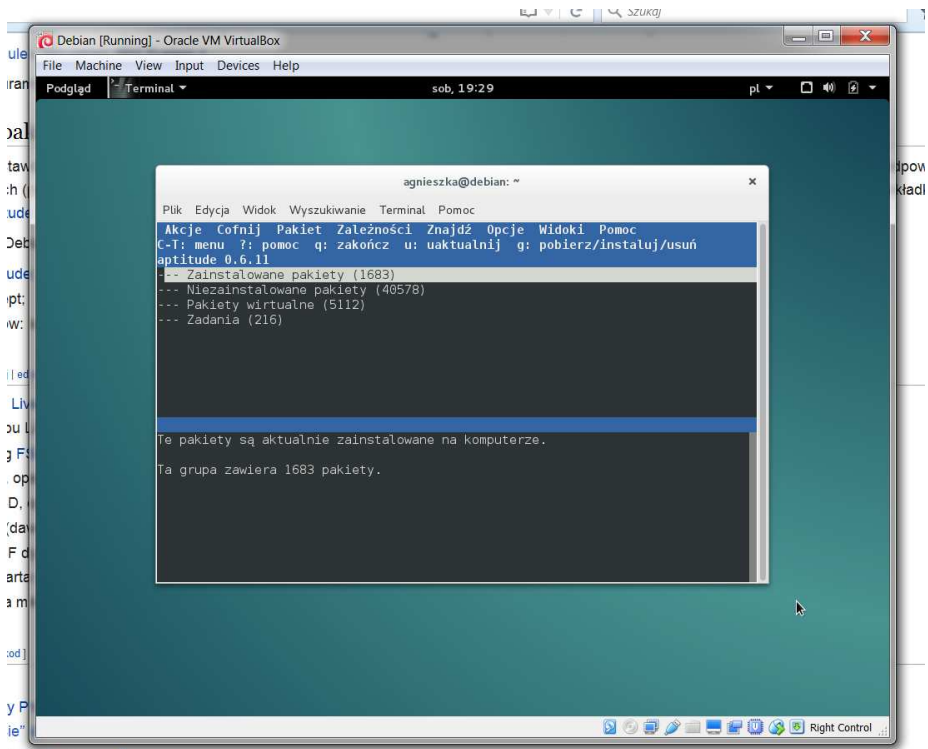 Szukaj
Debian [Running] - Oracle VM VirtualBox
File Machine View Input Devices Help
Podgląd Terminal sob, 19:29 pl
agnieszka@debian: ~
Plik Edycja Widok Wyszukiwanie Terminal Pomoc
Akcje Cofnij Pakiet Zależności Znajdź Opcje Widoki Pomoc
C-T: menu ?: pomoc q: zakończ u: uaktualnij g: pobierz/instaluj/usuń
aptitude 0.6.11
--- Zainstalowane pakiety (1683)
--- Niezainstalowane pakiety (40578)
--- Pakiety wirtualne (5112)
--- Zadania (216)
Te pakiety są aktualnie zainstalowane na komputerze.
Ta grupa zawiera 1683 pakiety.
Right Control